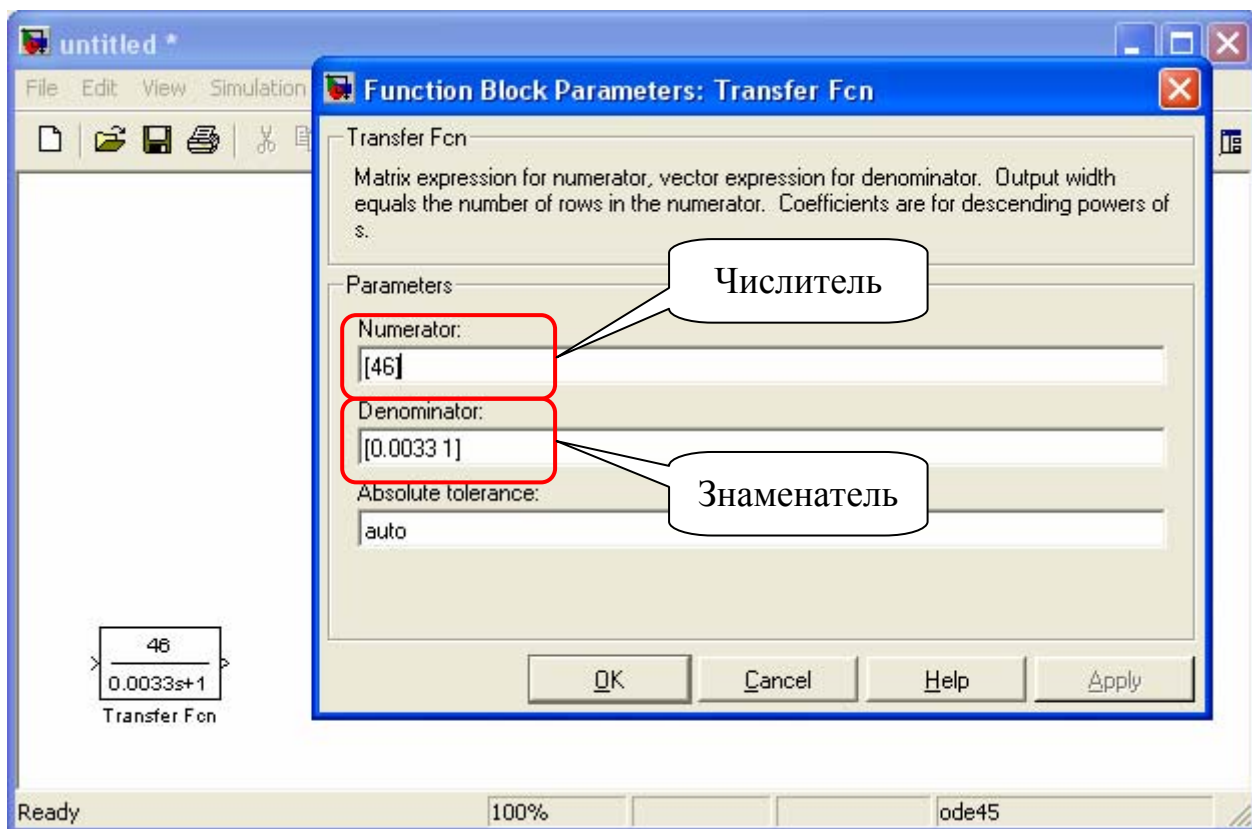 untitled *
File Edit View Simulation
Function Block Parameters: Transfer Fcn
Transfer Fcn
Matrix expression for numerator, vector expression for denominator. Output width
equals the number of rows in the numerator. Coefficients are for descending powers of
s.
Parameters
Числитель
Numerator:
[46]
Denominator:
[0.0033 1]
Знаменатель
Absolute tolerance:
auto
OK Cancel Help Apply
46
0.0033s+1
Transfer Fcn
Ready 100% ode45